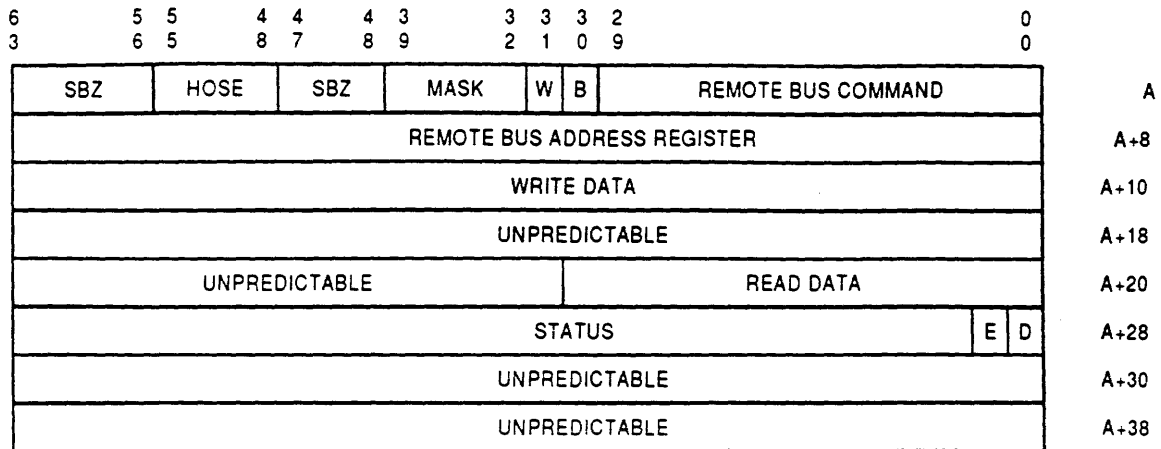 6 5 5 4 4 4 3 3 3 3 2 0
3 6 5 8 7 8 9 2 1 0 9 0
SBZ HOSE SBZ MASK W B REMOTE BUS COMMAND A
REMOTE BUS ADDRESS REGISTER A+8
WRITE DATA A+10
UNPREDICTABLE A+18
UNPREDICTABLE READ DATA A+20
STATUS E D A+28
UNPREDICTABLE A+30
UNPREDICTABLE A+38